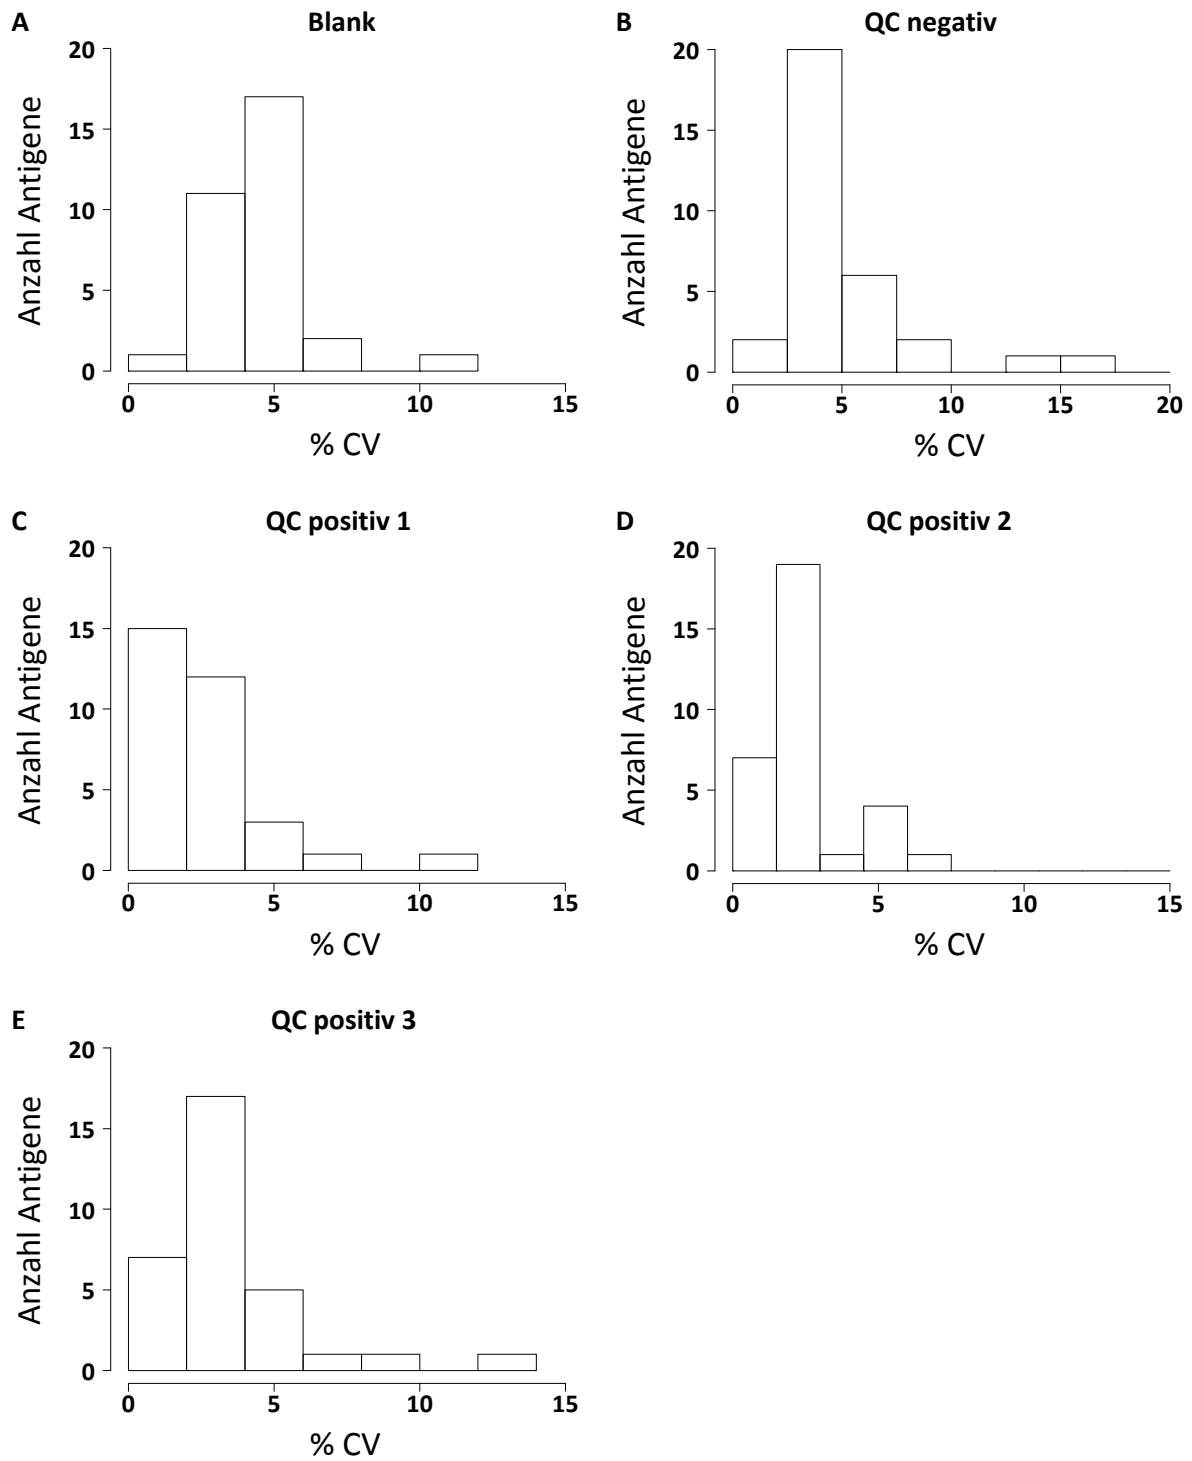 A Blank
20
15
10
5
0
Anzahl Antigene
0 5 10 15
% CV
B QC negativ
20
15
10
5
0
Anzahl Antigene
0 5 10 15 20
% CV
C QC positiv 1
20
15
10
5
0
Anzahl Antigene
0 5 10 15
% CV
D QC positiv 2
20
15
10
5
0
Anzahl Antigene
0 5 10 15
% CV
E QC positiv 3
20
15
10
5
0
Anzahl Antigene
0 5 10 15
% CV